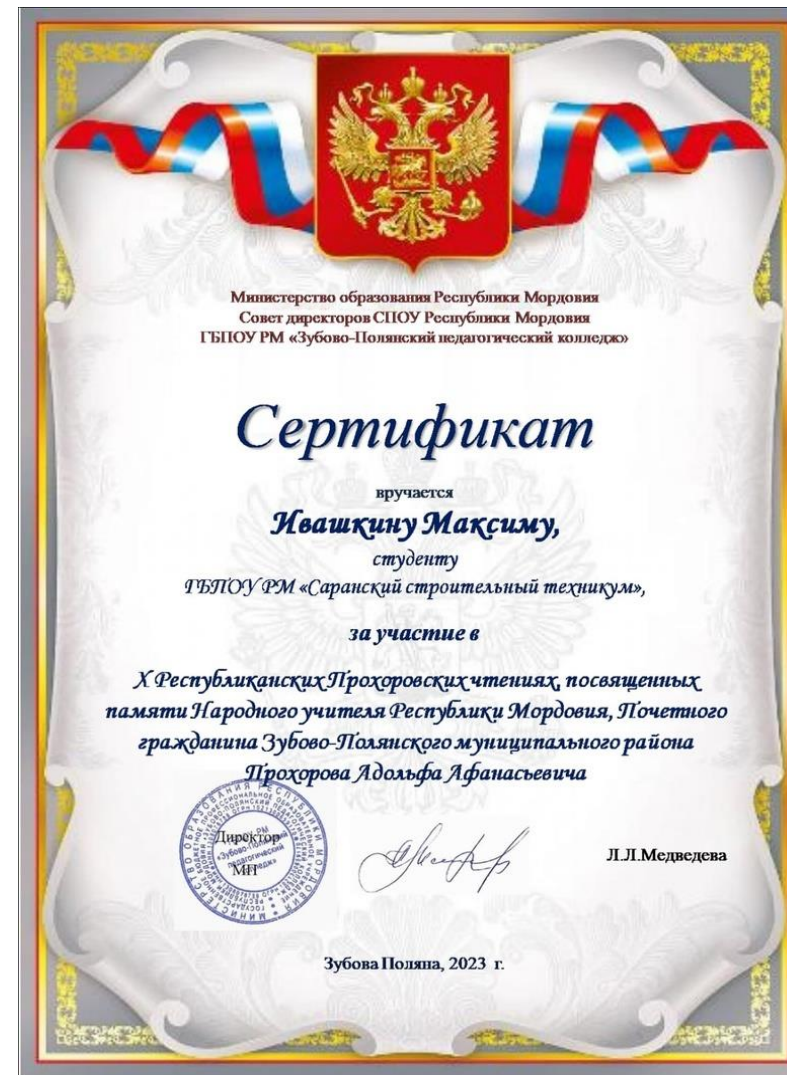 Министерство образования Республики Мордовия
Совет директоров СПОУ Республики Мордовия
ГБПОУ РМ «Зубово-Полянский педагогический колледж»
Сертификат
вручается
Ивашкину Максиму,
студенту
ГБПОУ РМ «Саранский строительный техникум»,
за участие в
X Республиканских Прохоровских чтениях, посвященных
памяти Народного учителя Республики Мордовия, Почетного
гражданина Зубово-Полянского муниципального района
Прохорова Адольфа Афанасьевича
Директор
МП
Л.Л.Медведева
Зубова Поляна, 2023 г.